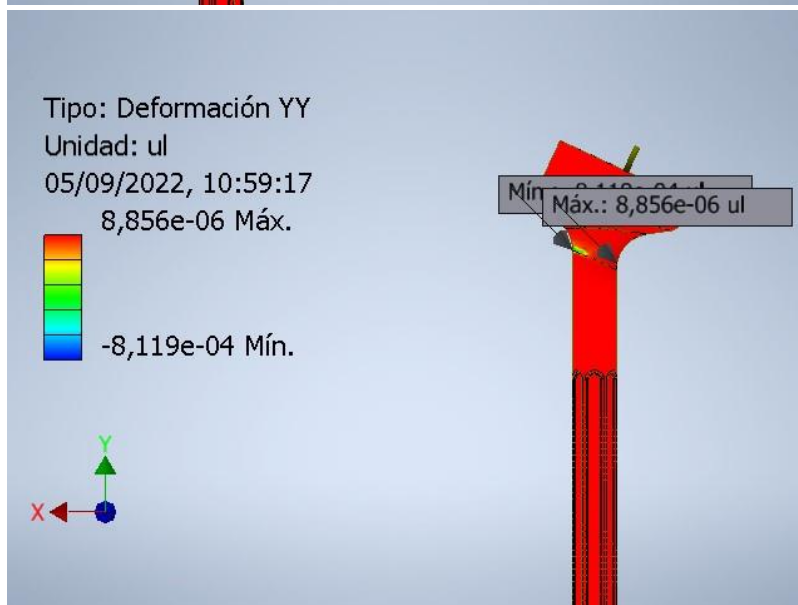 Tipo: Deformación YY
Unidad: ul
05/09/2022, 10:59:17
8,856e-06 Máx.
-8,119e-04 Mín.
Mín
Máx.: 8,856e-06 ul
Y
X